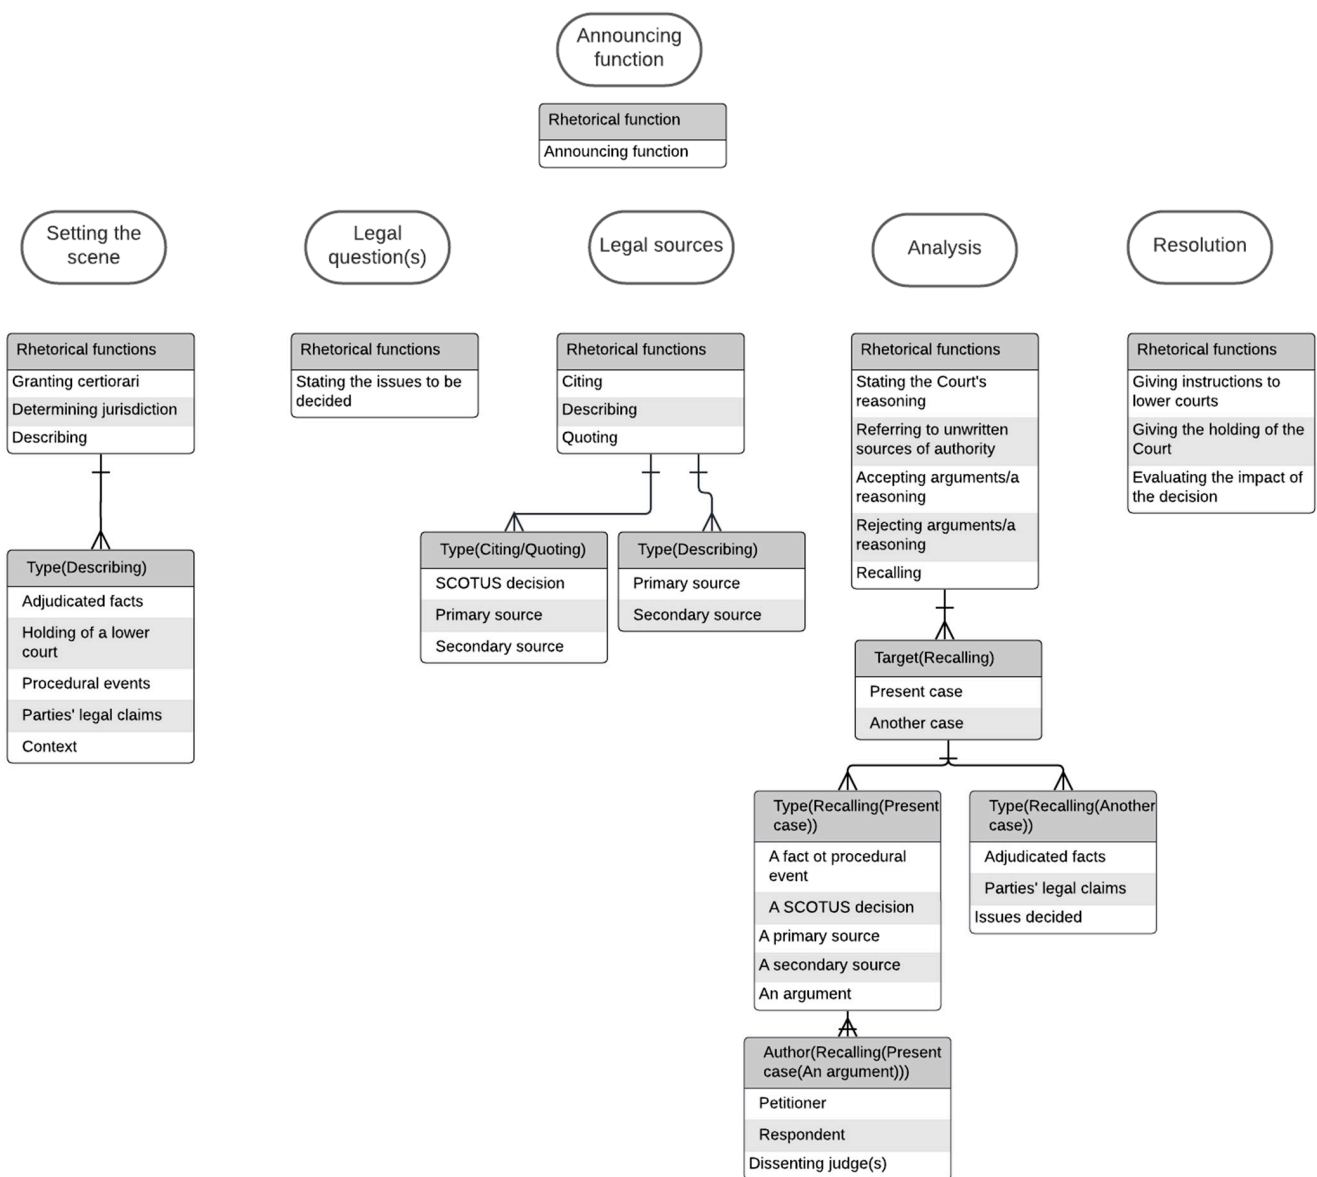 Announcing
function
Rhetorical function
Announcing function
Setting the
scene
Rhetorical functions
Granting certiorari
Determining jurisdiction
Describing
Type(Describing)
Adjudicated facts
Holding of a lower
court
Procedural events
Parties' legal claims
Context
Legal
question(s)
Rhetorical functions
Stating the issues to be
decided
Legal sources
Rhetorical functions
Citing
Describing
Quoting
Type(Citing/Quoting)
SCOTUS decision
Primary source
Secondary source
Type(Describing)
Primary source
Secondary source
Analysis
Rhetorical functions
Stating the Court's
reasoning
Referring to unwritten
sources of authority
Accepting arguments/a
reasoning
Rejecting arguments/a
reasoning
Recalling
Target(Recalling)
Present case
Another case
Type(Recalling(Present
case))
A fact ot procedural
event
A SCOTUS decision
A primary source
A secondary source
An argument
Author(Recalling(Present
case(An argument)))
Petitioner
Respondent
Dissenting judge(s)
Type(Recalling(Another
case))
Adjudicated facts
Parties' legal claims
Issues decided
Resolution
Rhetorical functions
Giving instructions to
lower courts
Giving the holding of the
Court
Evaluating the impact of
the decision